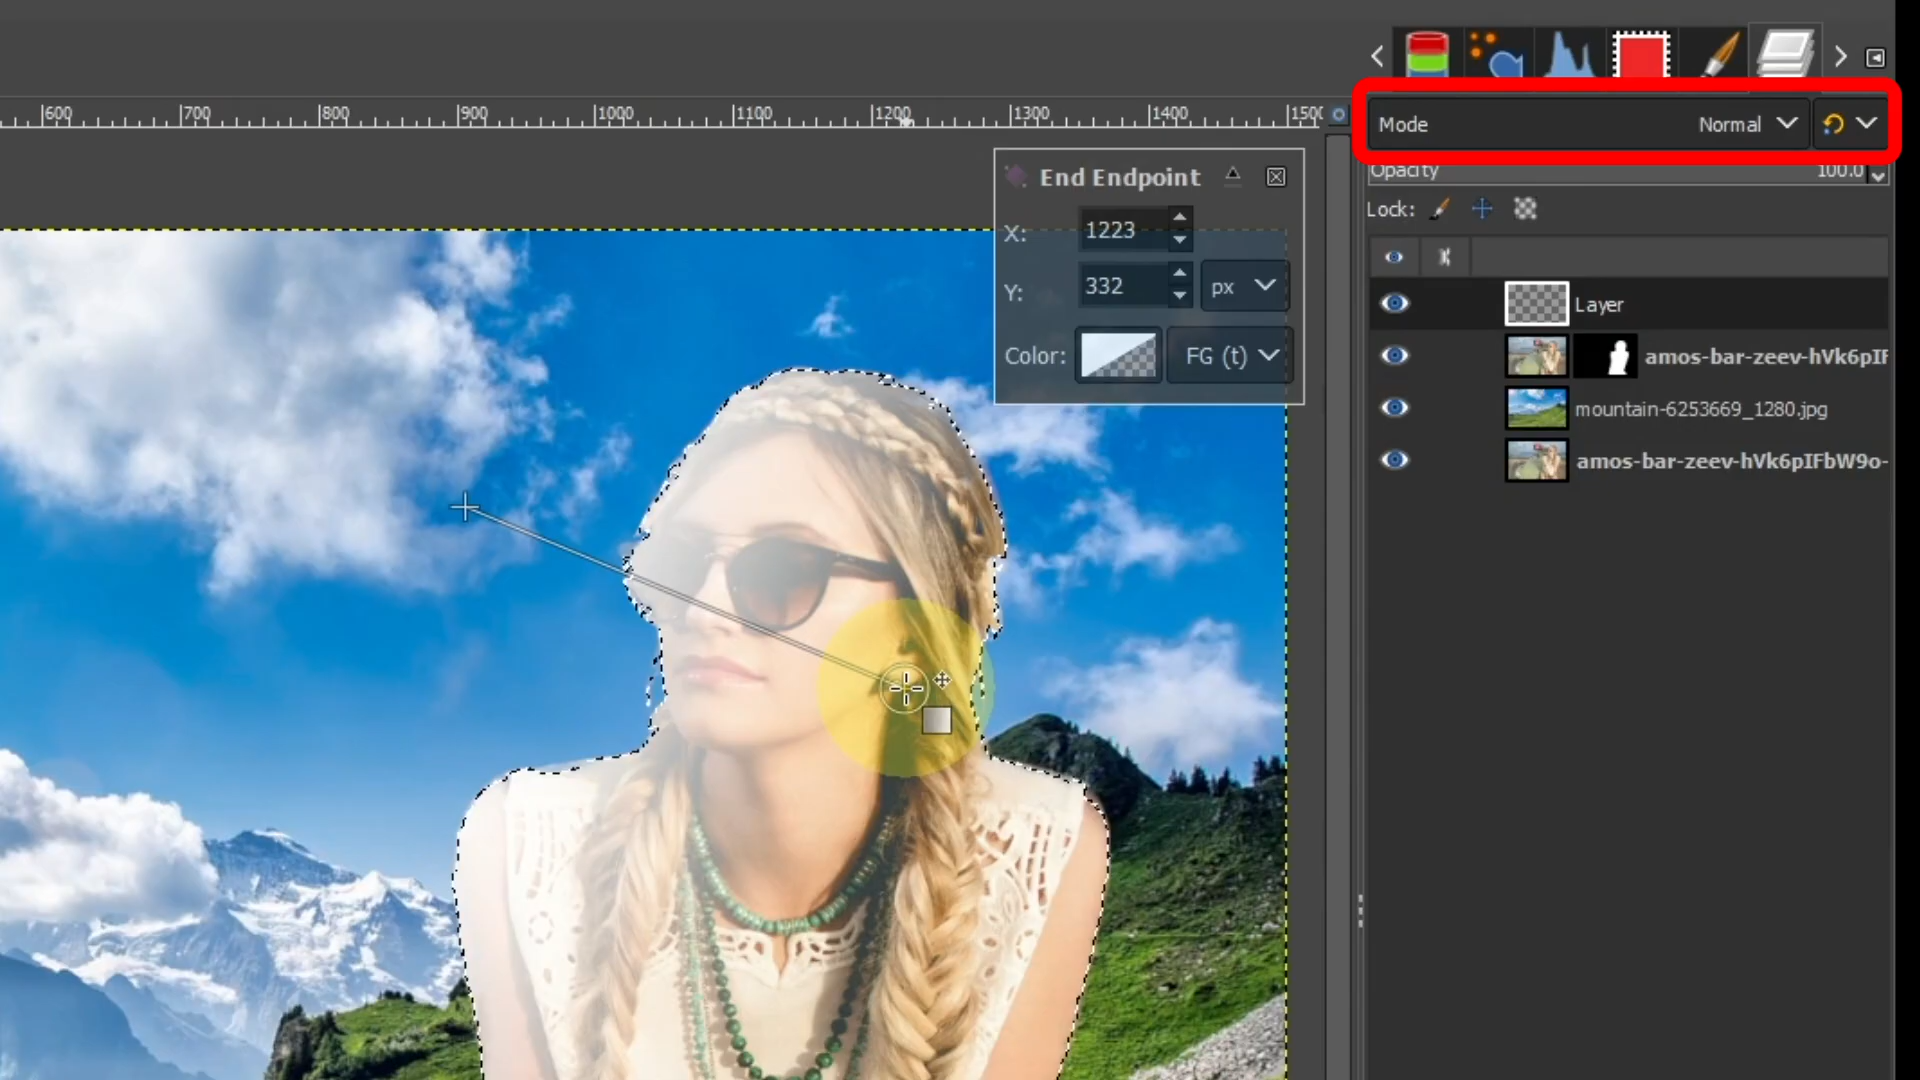 600 700 800 900 1000 1100 1200 1300 1400 1500
Mode Normal
Opacity 100.0
Lock:
End Endpoint
X: 1223
Y: 332 px
Color: FG (t)
Layer
amos-bar-zeev-hVk6pIF
mountain-6253669_1280.jpg
amos-bar-zeev-hVk6pIFbW9o-